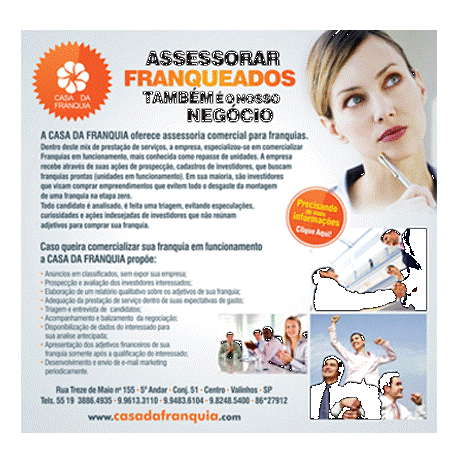 CASA DA
FRANQUIA
ASSESSORAR
FRANQUEADOS
TAMBÉM É O NOSSO
NEGÓCIO
A CASA DA FRANQUIA oferece assessoria comercial para franquias.
Dentro deste mix de prestação de serviços, a empresa, especializou-se em comercializar
Franquias em funcionamento, mais conhecida como repasse de unidades. A empresa
recebe através de suas ações de prospecção, cadastros de investidores, que buscam
franquias prontas (unidades em funcionamento). Em sua maioria, são investidores
que visam comprar empreendimentos que evitem todo o desgaste da montagem
de uma franquia na etapa zero.
Todo candidato é analisado, é feita uma triagem, evitando especulações,
curiosidades e ações indesejadas de investidores que não reúnam
adjetivos para comprar sua franquia.
Precisando
de mais
informações
Clique Aqui!
Caso queira comercializar sua franquia em funcionamento
a CASA DA FRANQUIA propõe:
• Anúncios em classificados, sem expor sua empresa;
• Prospecção e avaliação dos investidores interessados;
• Elaboração de um relatório qualitativo sobre os adjetivos de sua franquia;
• Adequação da prestação de serviço dentro de suas expectativas de gasto;
• Triagem e entrevista de candidatos;
• Acompanhamento e balizamento da negociação;
• Disponibilização de dados do interessado para
sua analise antecipada;
• Apresentação dos adjetivos financeiros de sua
franquia somente após a qualificação do interessado;
• Desenvolvimento e envio de e-mail marketing
periodicamente.
Rua Treze de Maio nº 155 - 5º Andar - Conj. 51 - Centro - Valinhos - SP
Tels. 55 19 3886.4935 - 9.9613.3110 - 9.9483.6104 - 9.8248.5400 - 86*27912
www.casadafranquia.com